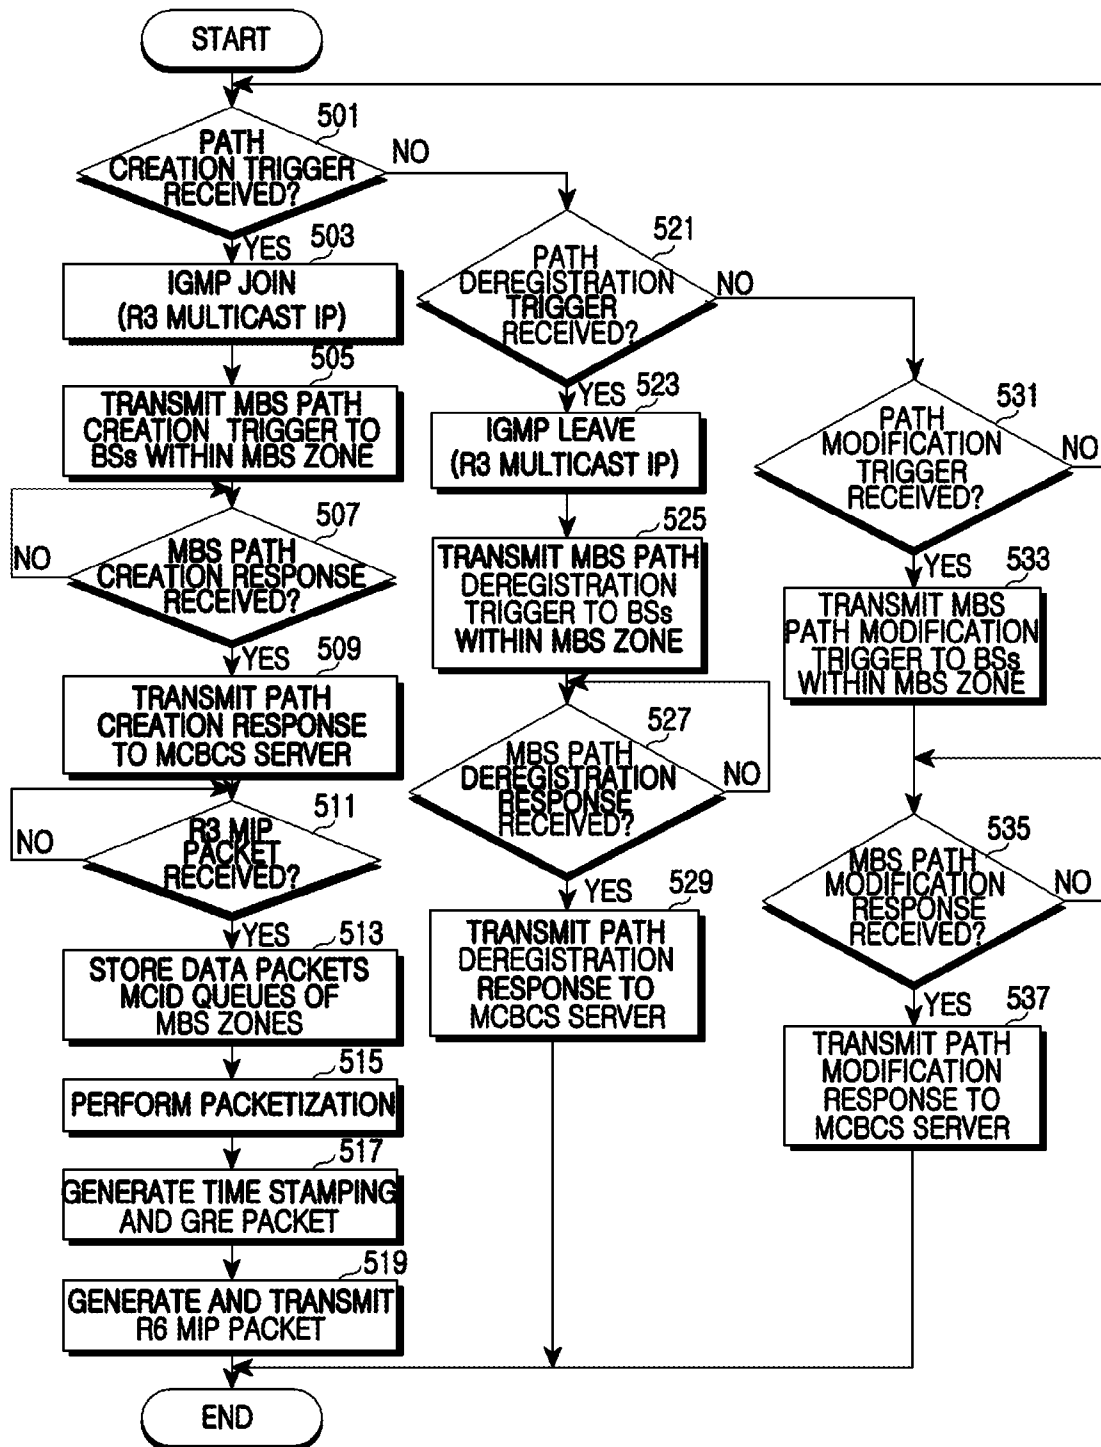 START
501
PATH
CREATION TRIGGER
RECEIVED?
NO
YES
503
IGMP JOIN
(R3 MULTICAST IP)
505
TRANSMIT MBS PATH
CREATION TRIGGER TO
BSs WITHIN MBS ZONE
507
MBS PATH
CREATION RESPONSE
RECEIVED?
NO
YES
509
TRANSMIT PATH
CREATION RESPONSE
TO MCBCS SERVER
511
R3 MIP
PACKET
RECEIVED?
NO
YES
513
STORE DATA PACKETS
MCID QUEUES OF
MBS ZONES
515
PERFORM PACKETIZATION
517
GENERATE TIME STAMPING
AND GRE PACKET
519
GENERATE AND TRANSMIT
R6 MIP PACKET
END
521
PATH
DEREGISTRATION
TRIGGER
RECEIVED?
NO
YES
523
IGMP LEAVE
(R3 MULTICAST IP)
525
TRANSMIT MBS PATH
DEREGISTRATION
TRIGGER TO BSs
WITHIN MBS ZONE
527
MBS PATH
DEREGISTRATION
RESPONSE
RECEIVED?
NO
YES
529
TRANSMIT PATH
DEREGISTRATION
RESPONSE TO
MCBCS SERVER
531
PATH
MODIFICATION
TRIGGER
RECEIVED?
NO
YES
533
TRANSMIT MBS
PATH MODIFICATION
TRIGGER TO BSs
WITHIN MBS ZONE
535
MBS PATH
MODIFICATION
RESPONSE
RECEIVED?
NO
YES
537
TRANSMIT PATH
MODIFICATION
RESPONSE TO
MCBCS SERVER